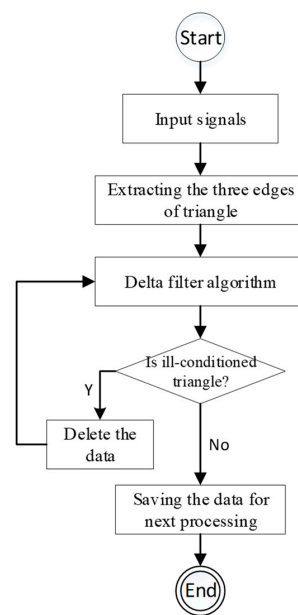 Start
Input signals
Extracting the three edges
of triangle
Delta filter algorithm
Is ill-conditioned
triangle?
Y
Delete the
data
No
Saving the data for
next processing
End